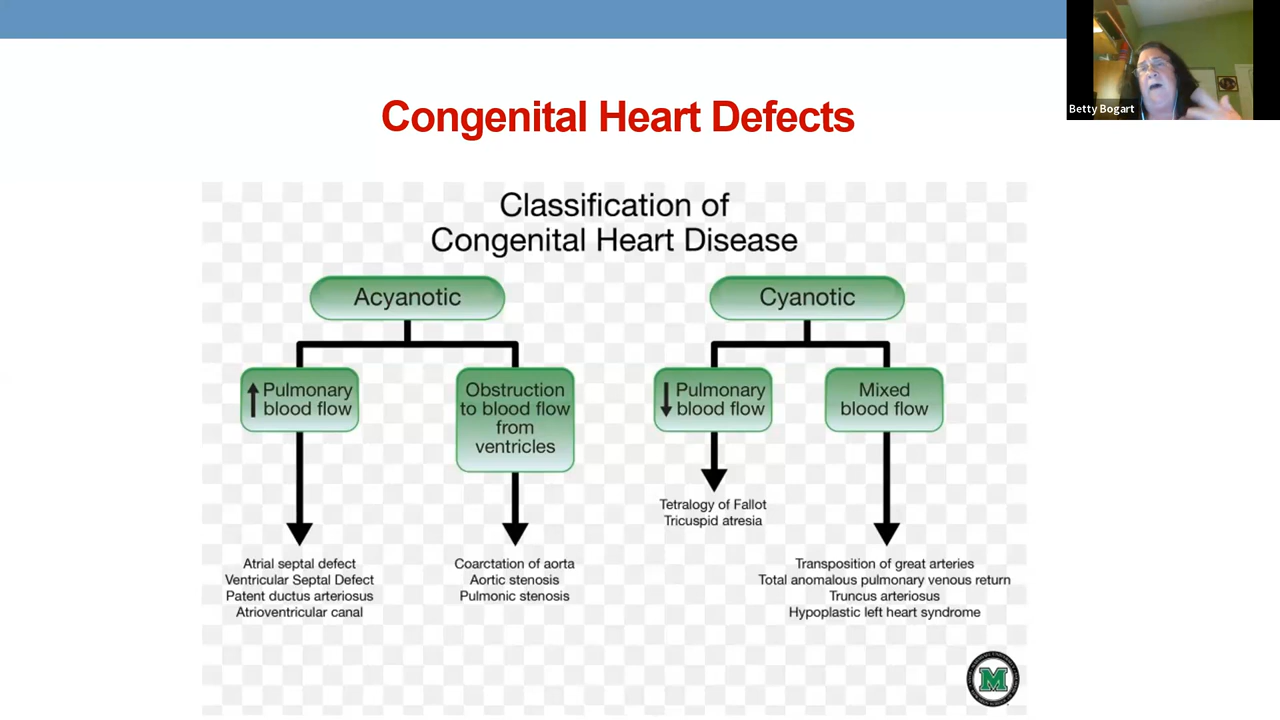 Betty Bogart
Congenital Heart Defects
Classification of
Congenital Heart Disease
Acyanotic
Cyanotic
Pulmonary
blood flow
Obstruction
to blood flow
from
ventricles
Pulmonary
blood flow
Mixed
blood flow
Atrial septal defect
Ventricular Septal Defect
Patent ductus arteriosus
Atrioventricular canal
Coarctation of aorta
Aortic stenosis
Pulmonic stenosis
Tetralogy of Fallot
Tricuspid atresia
Transposition of great arteries
Total anomalous pulmonary venous return
Truncus arteriosus
Hypoplastic left heart syndrome
M